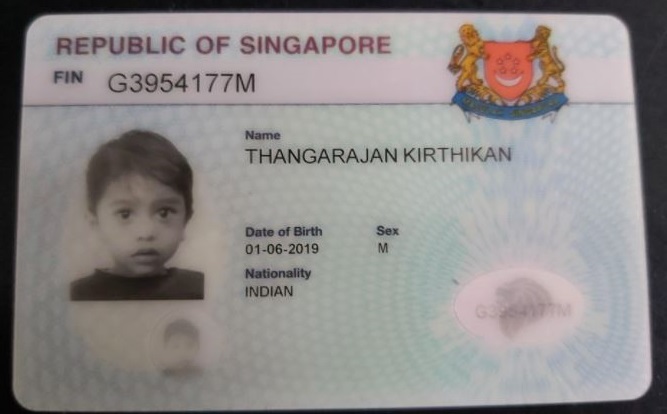 REPUBLIC OF SINGAPORE
FIN G3954177M
Name
THANGARAJAN KIRTHIKAN
Date of Birth Sex
01-06-2019 M
Nationality
INDIAN
G3954177M